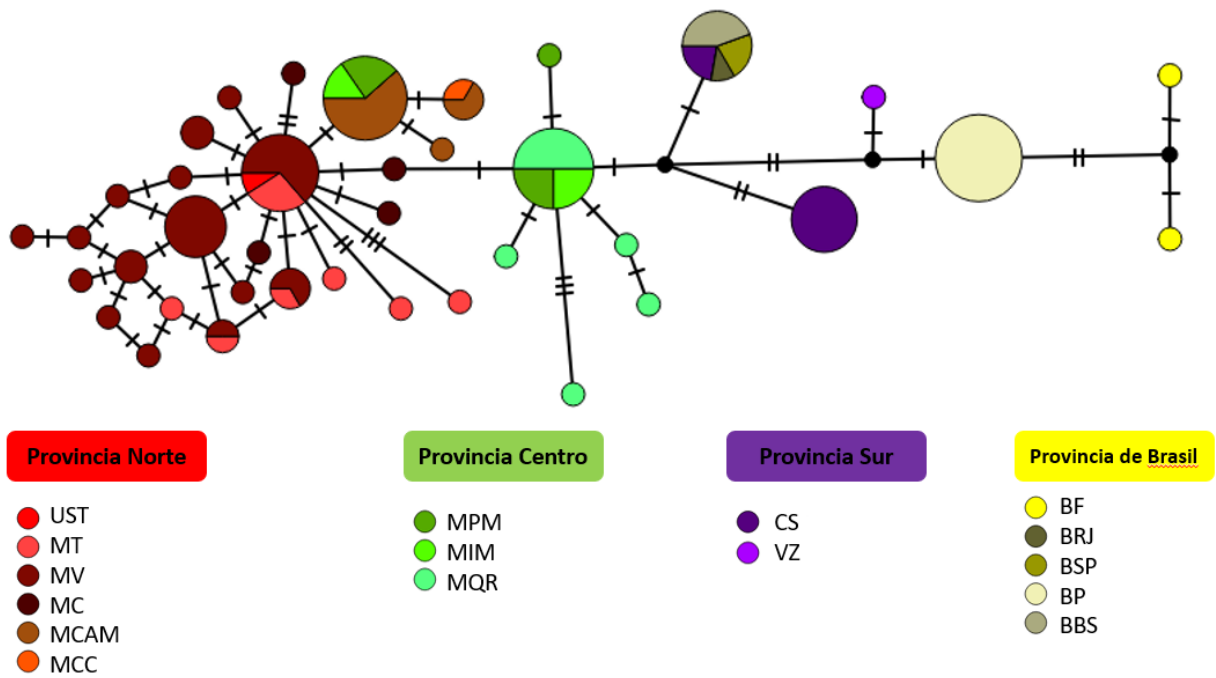 Provincia Norte
UST
MT
MV
MC
MCAM
MCC
Provincia Centro
MPM
MIM
MQR
Provincia Sur
CS
VZ
Provincia de Brasil
BF
BRJ
BSP
BP
BBS